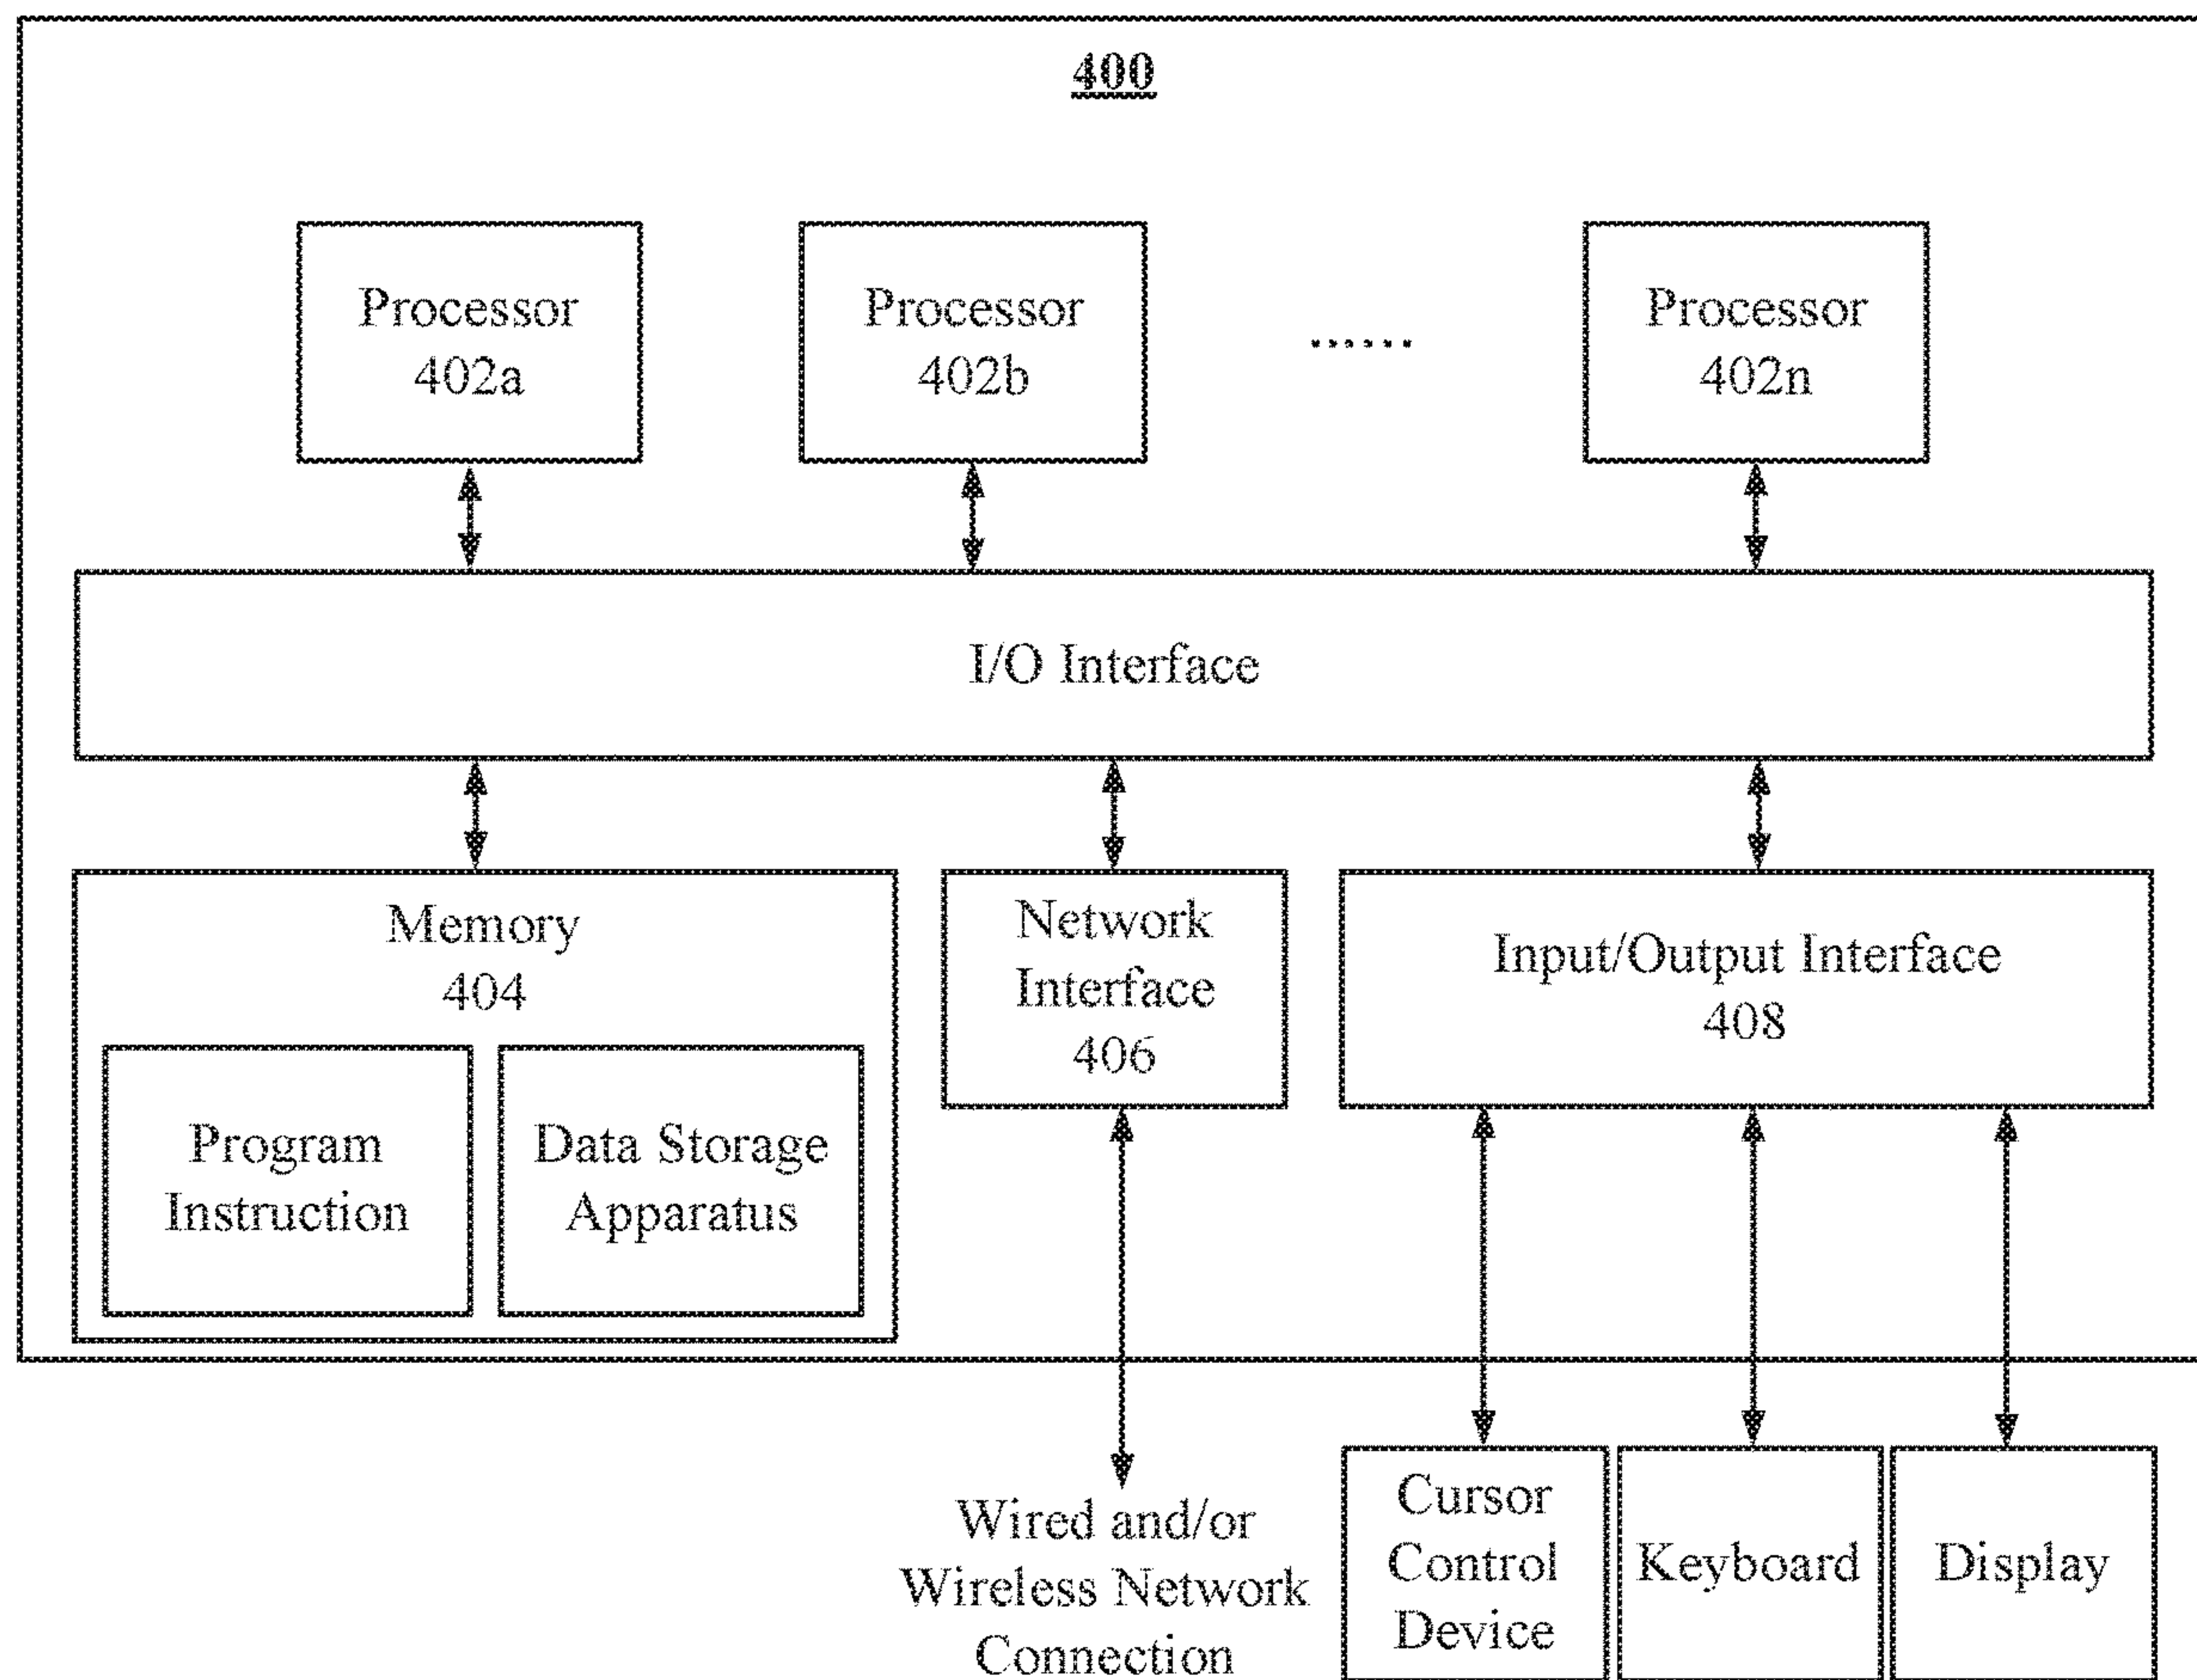 400
Processor
402a
Processor
402b
......
Processor
402n
I/O Interface
Memory
404
Program
Instruction
Data Storage
Apparatus
Network
Interface
406
Input/Output Interface
408
Wired and/or
Wireless Network
Connection
Cursor
Control
Device
Keyboard
Display